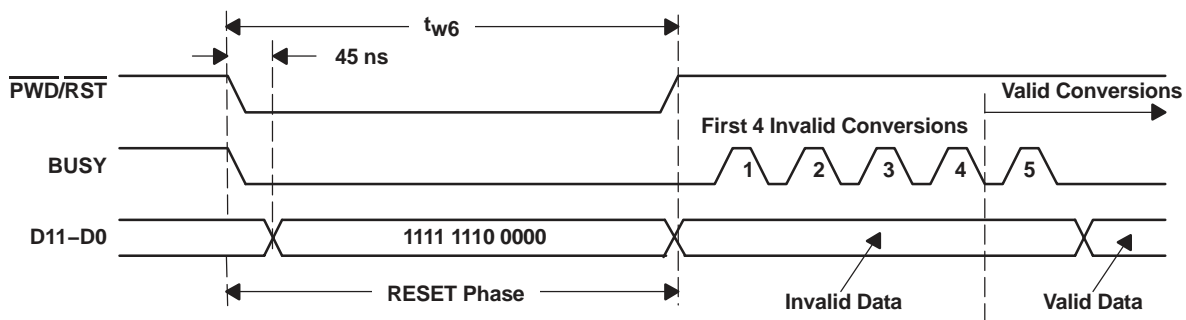 tw6
45 ns
PWD/RST
Valid Conversions
First 4 Invalid Conversions
BUSY
1 2 3 4 5
D11–D0
1111 1110 0000
RESET Phase
Invalid Data
Valid Data